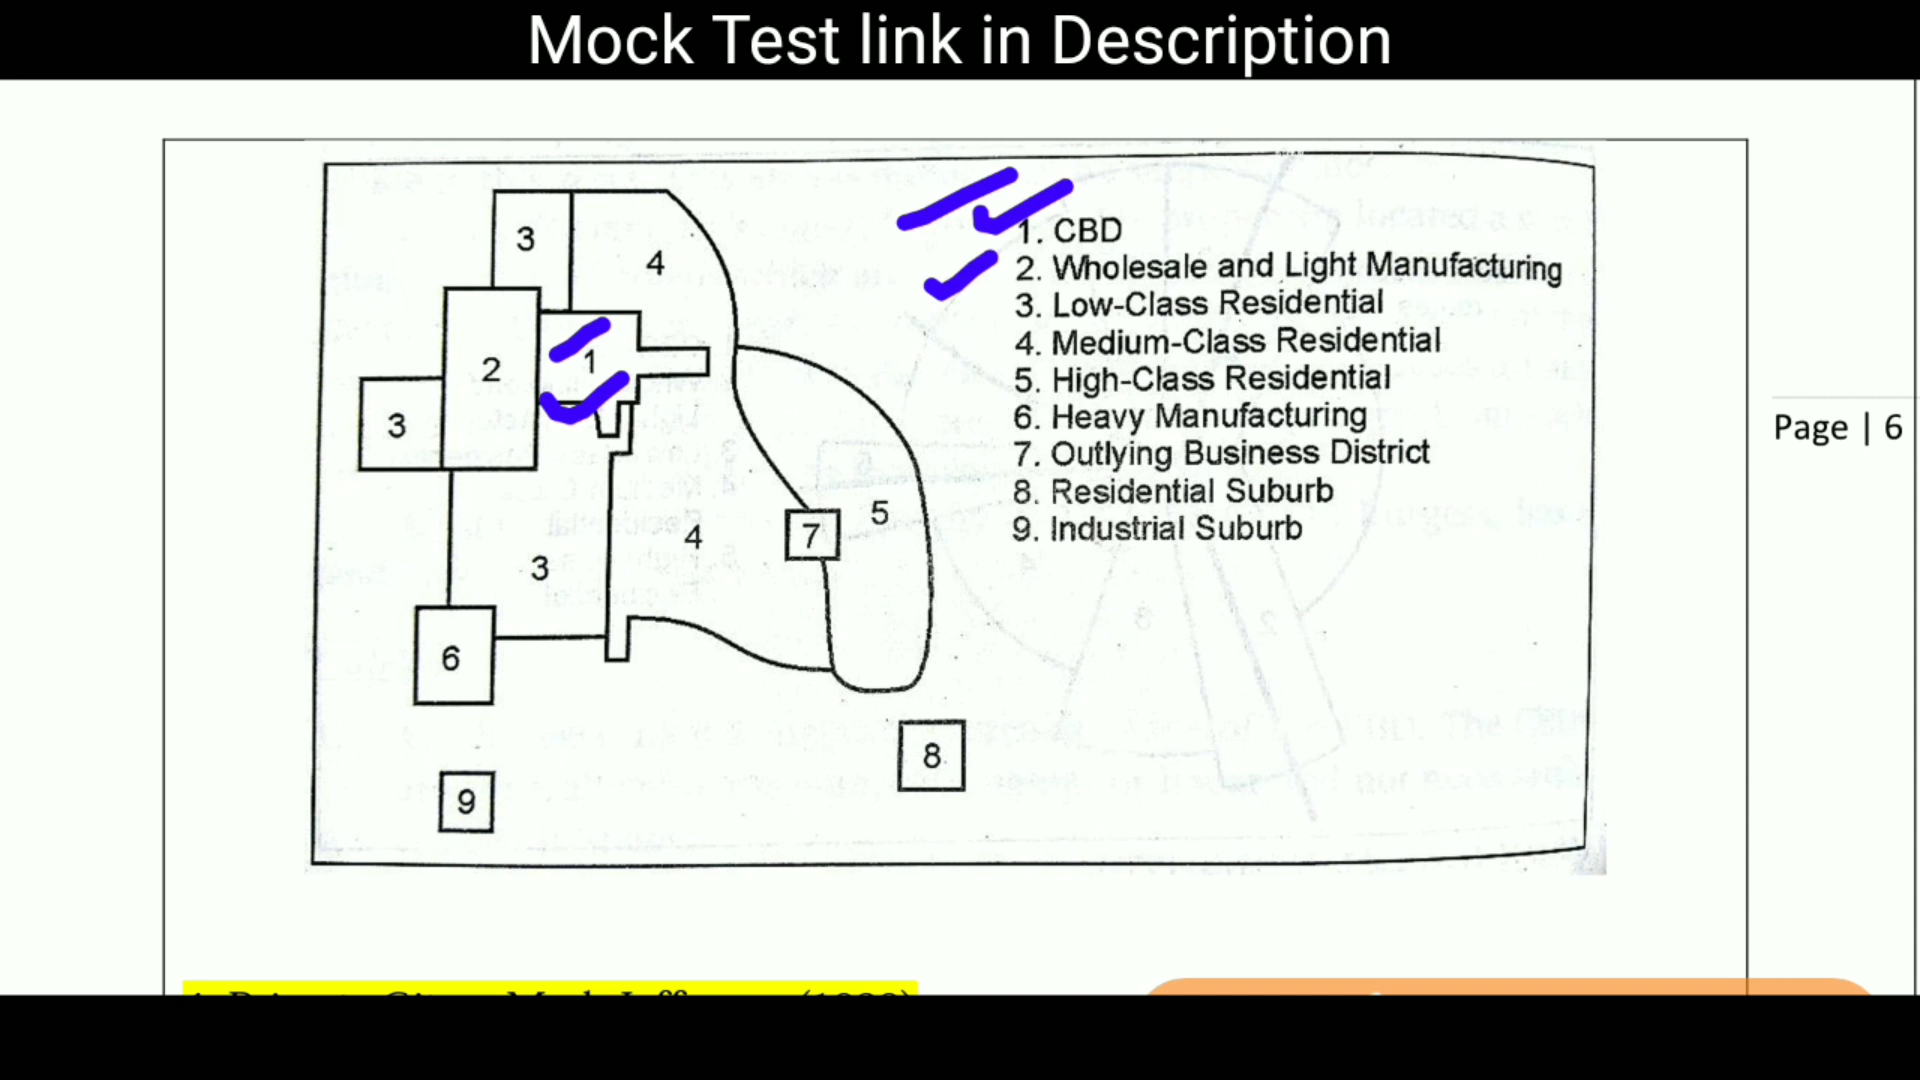 Mock Test link in Description
3
4
1. CBD
2. Wholesale and Light Manufacturing
3. Low-Class Residential
4. Medium-Class Residential
5. High-Class Residential
6. Heavy Manufacturing
7. Outlying Business District
8. Residential Suburb
9. Industrial Suburb
1
2
3
Page | 6
5
7
4
3
6
8
9